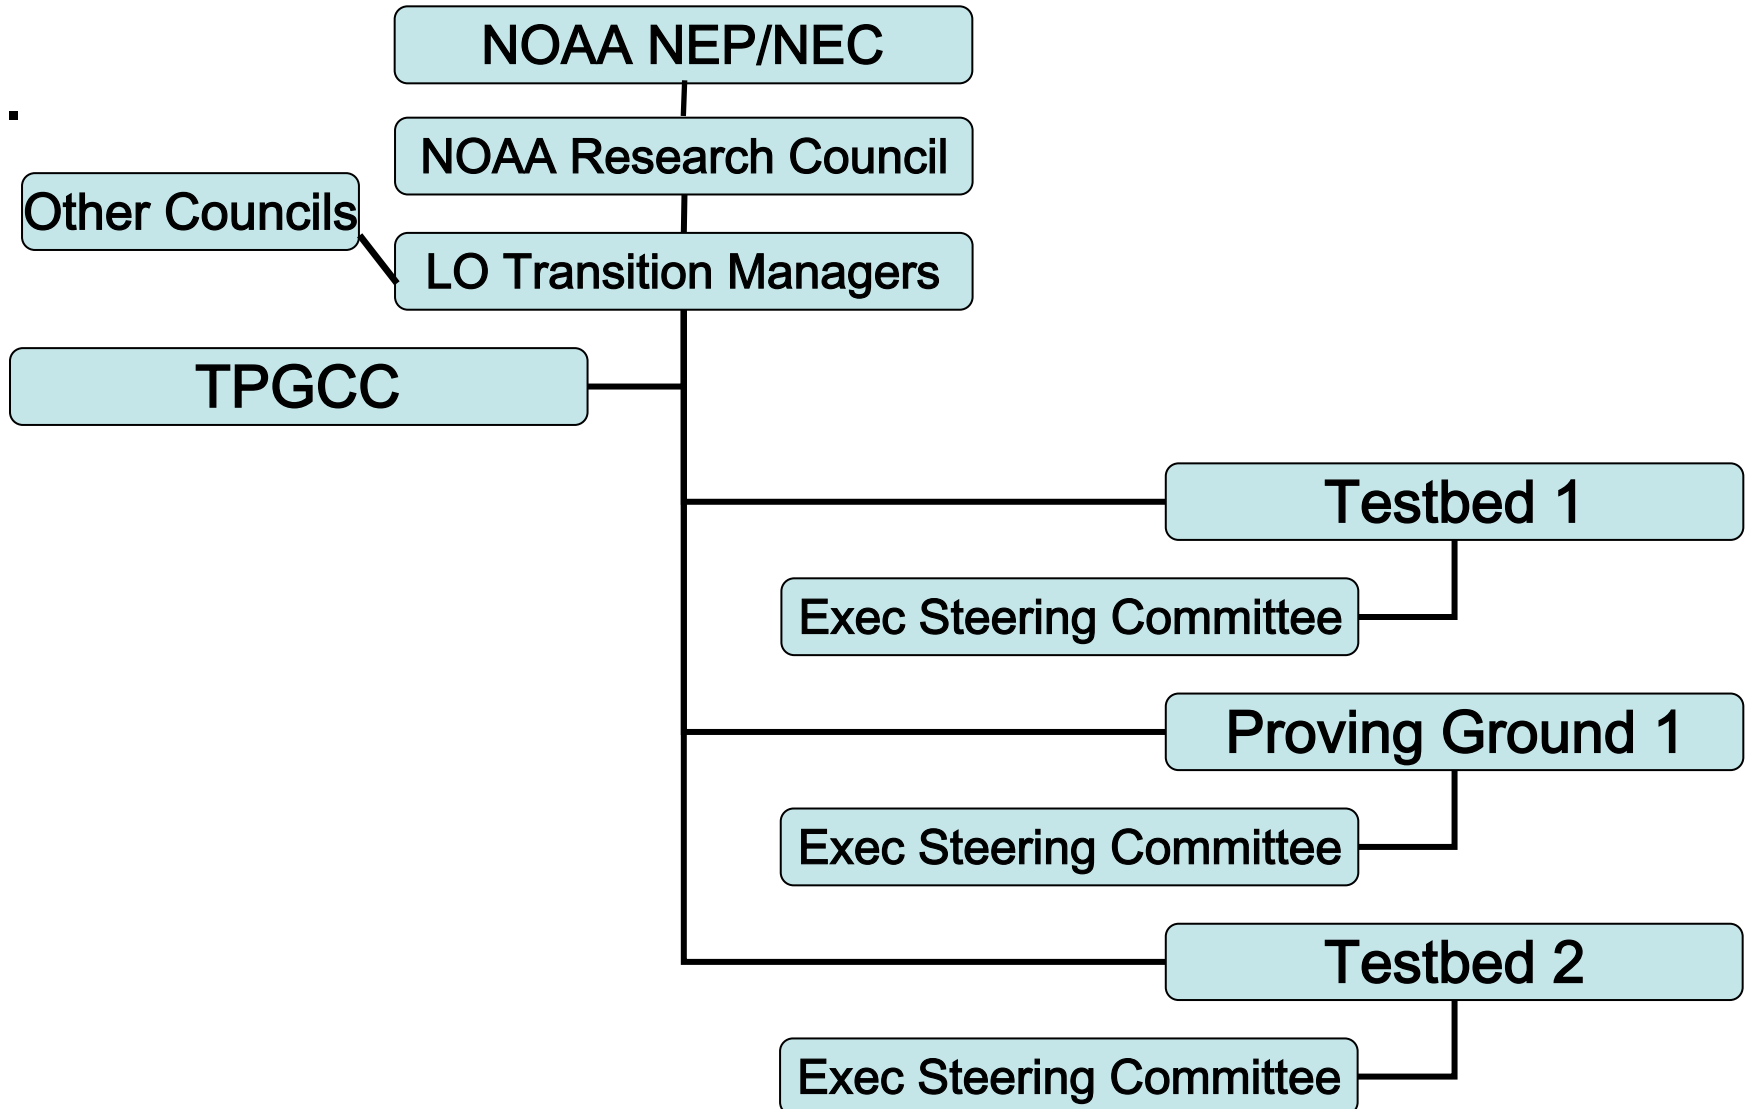 NOAA NEP/NEC
NOAA Research Council
Other Councils
LO Transition Managers
TPGCC
Testbed 1
Exec Steering Committee
Proving Ground 1
Exec Steering Committee
Testbed 2
Exec Steering Committee